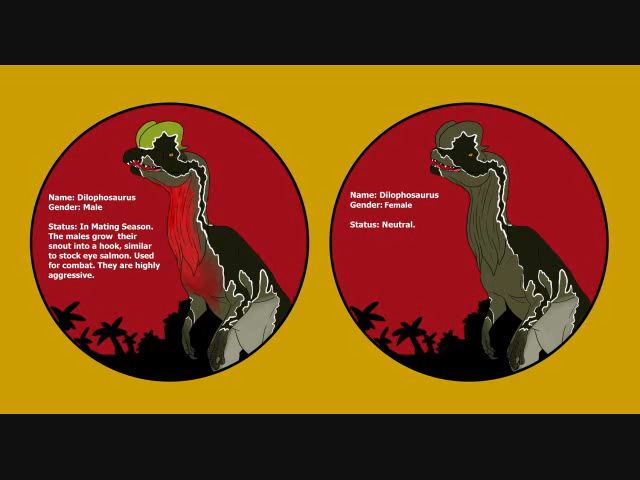 Name: Dilophosaurus
Gender: Male
Status: In Mating Season.
The males grow their
snout into a hook, similar
to stock eye salmon. Used
for combat. They are highly
aggressive.
Name: Dilophosaurus
Gender: Female
Status: Neutral.